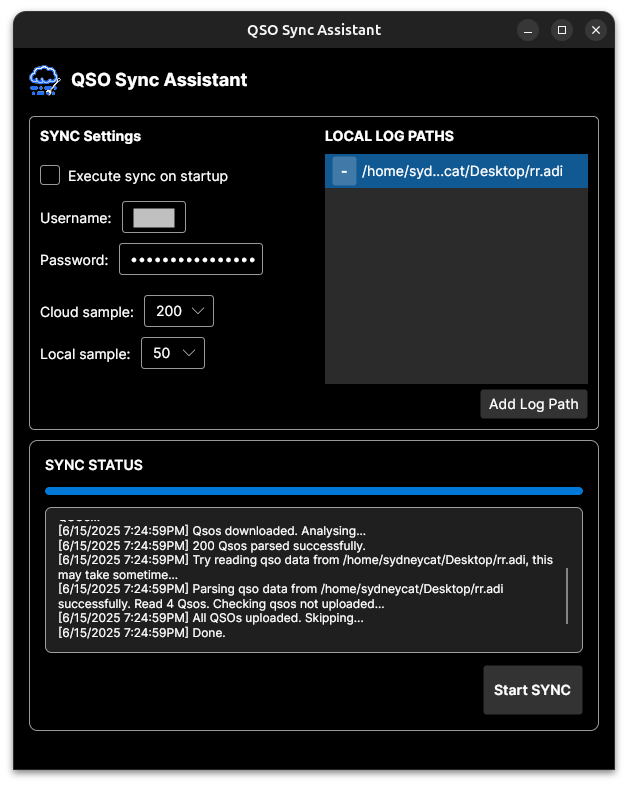 QSO Sync Assistant
QSO Sync Assistant
SYNC Settings
Execute sync on startup
Username:
Password: ●●●●●●●●●●●●●●●●
Cloud sample: 200
Local sample: 50
LOCAL LOG PATHS
- /home/syd...cat/Desktop/rr.adi
Add Log Path
SYNC STATUS
[6/15/2025 7:24:59PM] Qsos downloaded. Analysing...
[6/15/2025 7:24:59PM] 200 Qsos parsed successfully.
[6/15/2025 7:24:59PM] Try reading qso data from /home/sydneycat/Desktop/rr.adi, this
may take sometime...
[6/15/2025 7:24:59PM] Parsing qso data from /home/sydneycat/Desktop/rr.adi
successfully. Read 4 Qsos. Checking qsos not uploaded...
[6/15/2025 7:24:59PM] All QSOs uploaded. Skipping...
[6/15/2025 7:24:59PM] Done.
Start SYNC